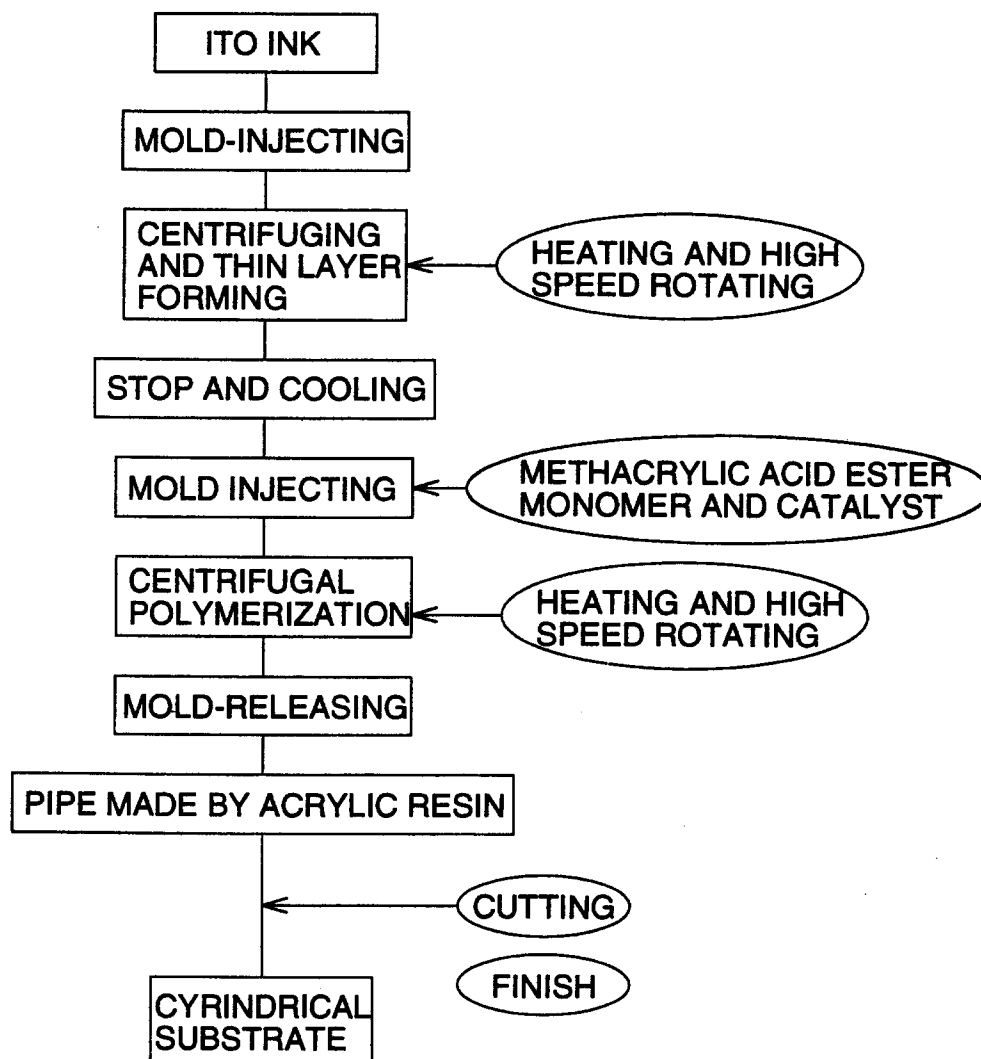 ITO INK
MOLD-INJECTING
CENTRIFUGING
AND THIN LAYER
FORMING
HEATING AND HIGH
SPEED ROTATING
STOP AND COOLING
MOLD INJECTING
METHACRYLIC ACID ESTER
MONOMER AND CATALYST
CENTRIFUGAL
POLYMERIZATION
HEATING AND HIGH
SPEED ROTATING
MOLD-RELEASING
PIPE MADE BY ACRYLIC RESIN
CUTTING
FINISH
CYRINDRICAL
SUBSTRATE